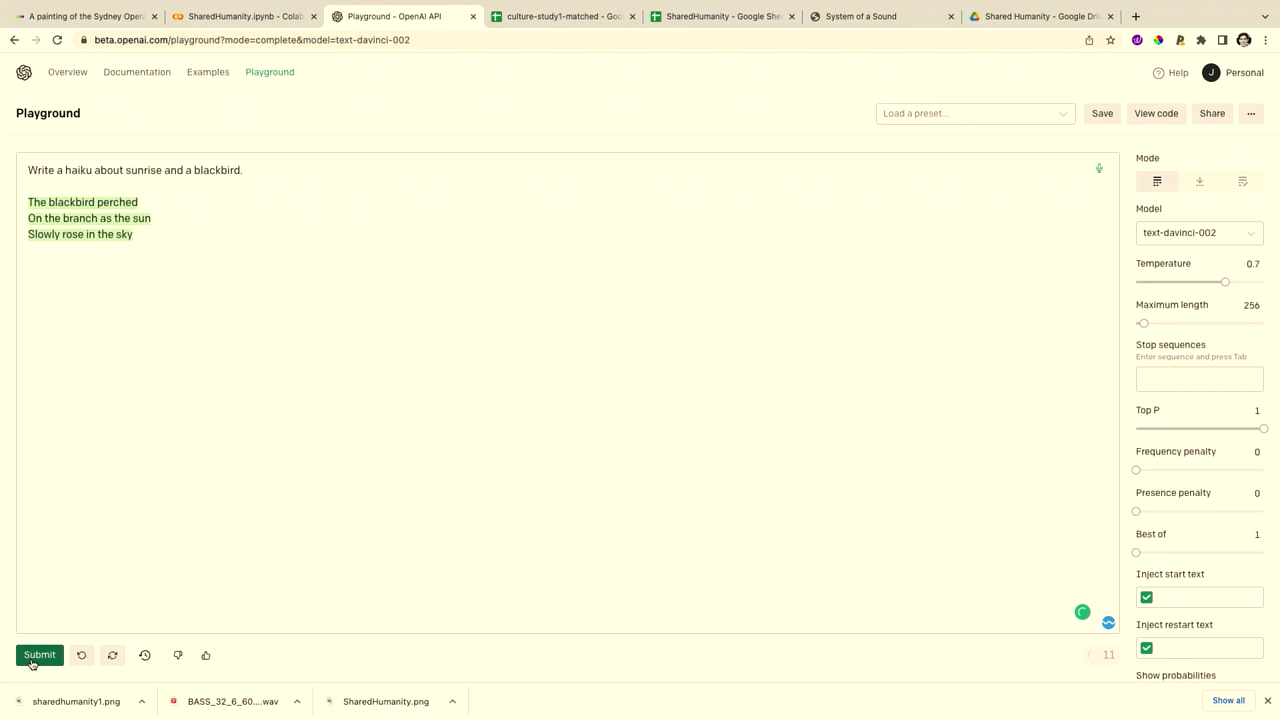 A painting of the Sydney Oper
SharedHumanity.ipynb - Colab
Playground - OpenAI API
culture-study1-matched - Goo
SharedHumanity - Google She
System of a Sound
Shared Humanity - Google Dri
beta.openai.com/playground?mode=complete&model=text-davinci-002
Overview
Documentation
Examples
Playground
Help
J
Personal
Playground
Load a preset...
Save
View code
Share
...
Write a haiku about sunrise and a blackbird.
The blackbird perched
On the branch as the sun
Slowly rose in the sky
Mode
Model
text-davinci-002
Temperature
0.7
Maximum length
256
Stop sequences
Enter sequence and press Tab
Top P
1
Frequency penalty
0
Presence penalty
0
Best of
1
Inject start text
Inject restart text
Show probabilities
Submit
11
sharedhumanity1.png
BASS_32_6_60....wav
SharedHumanity.png
Show all